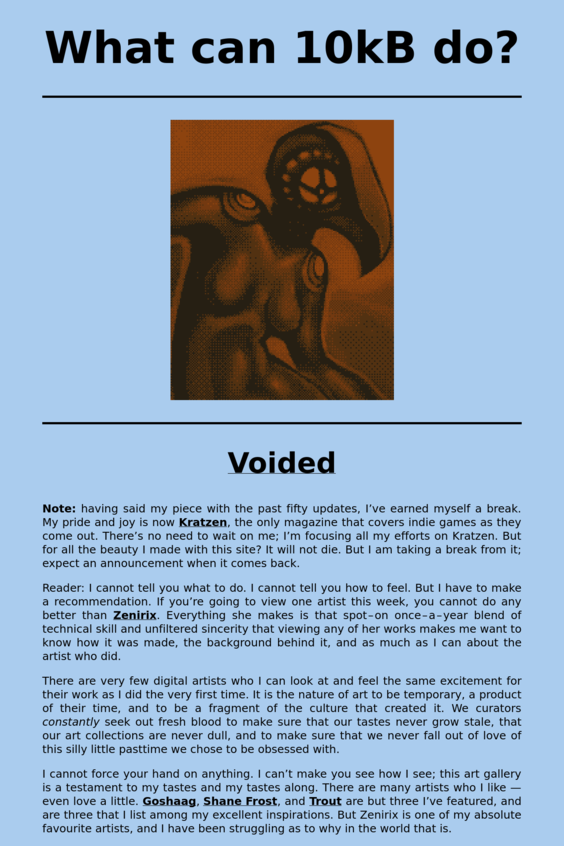 What can 10kB do?
Voided
Note: having said my piece with the past fifty updates, I’ve earned myself a break.
My pride and joy is now Kratzen, the only magazine that covers indie games as they
come out. There’s no need to wait on me; I’m focusing all my efforts on Kratzen. But
for all the beauty I made with this site? It will not die. But I am taking a break from it;
expect an announcement when it comes back.
Reader: I cannot tell you what to do. I cannot tell you how to feel. But I have to make
a recommendation. If you’re going to view one artist this week, you cannot do any
better than Zenirix. Everything she makes is that spot–on once–a–year blend of
technical skill and unfiltered sincerity that viewing any of her works makes me want to
know how it was made, the background behind it, and as much as I can about the
artist who did.
There are very few digital artists who I can look at and feel the same excitement for
their work as I did the very first time. It is the nature of art to be temporary, a product
of their time, and to be a fragment of the culture that created it. We curators
constantly seek out fresh blood to make sure that our tastes never grow stale, that
our art collections are never dull, and to make sure that we never fall out of love of
this silly little pasttime we chose to be obsessed with.
I cannot force your hand on anything. I can’t make you see how I see; this art gallery
is a testament to my tastes and my tastes along. There are many artists who I like —
even love a little. Goshaag, Shane Frost, and Trout are but three I’ve featured, and
are three that I list among my excellent inspirations. But Zenirix is one of my absolute
favourite artists, and I have been struggling as to why in the world that is.